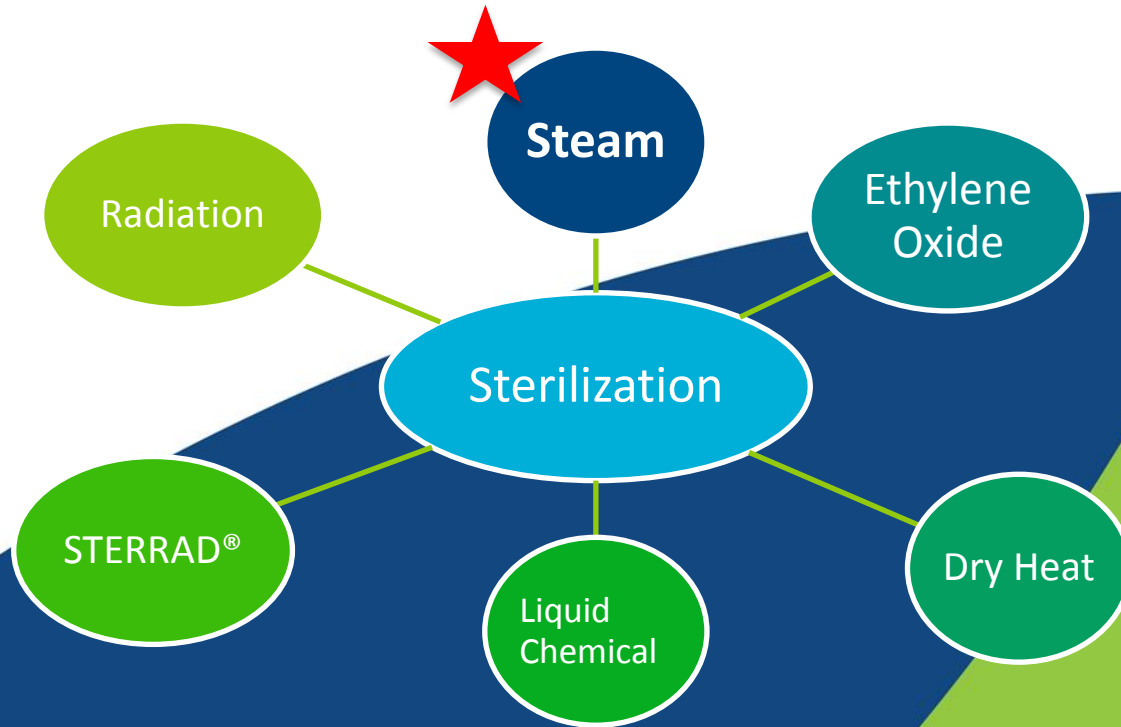 Steam
Radiation
Ethylene
Oxide
Sterilization
STERRAD®
Liquid
Chemical
Dry Heat